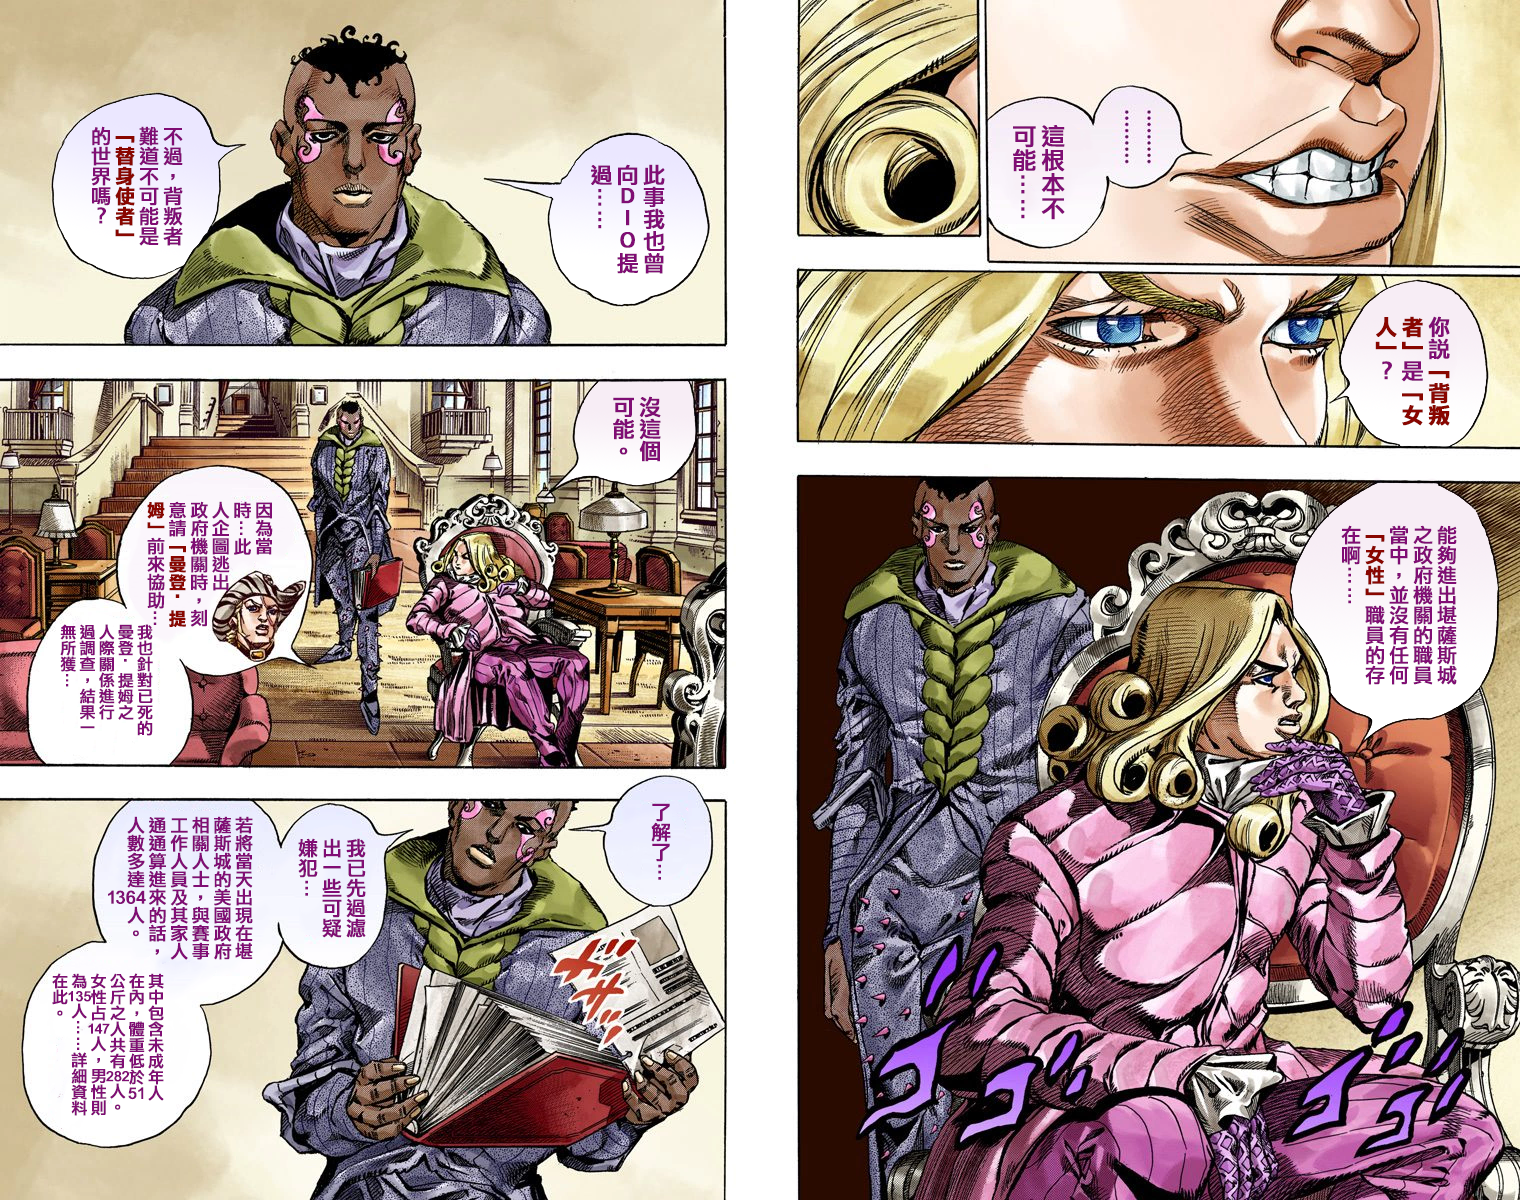 ………
這根本不
可能……
你說「背叛
者」是「女
人」?
能夠進出堪薩斯城
之政府機關的職員
當中,並沒有任何
「女性」職員的存
在啊……
ゴゴゴゴ
此事我也曾
向DIO提
過……
不過,背叛者
難道不可能是
「替身使者」
的世界嗎?
沒這個
可能。
因為當
時…此
人企圖逃出
政府機關時,刻
意請「曼登·提
姆」前來協助…
我也針對已死的
曼登·提姆之
人際關係進行
過調查,結果一
無所獲…
了解了…
我已先過濾
出一些可疑
嫌犯…
若將當天出現在堪
薩斯城的美國政府
相關人士,與賽事
工作人員及其家人
通通算進來的話,
人數多達1364人。
其中包含未成年人
在內,體重低於51
公斤之人共有282人。
女性占147人,男性則
為135人……詳細資料
在此。
バサッ